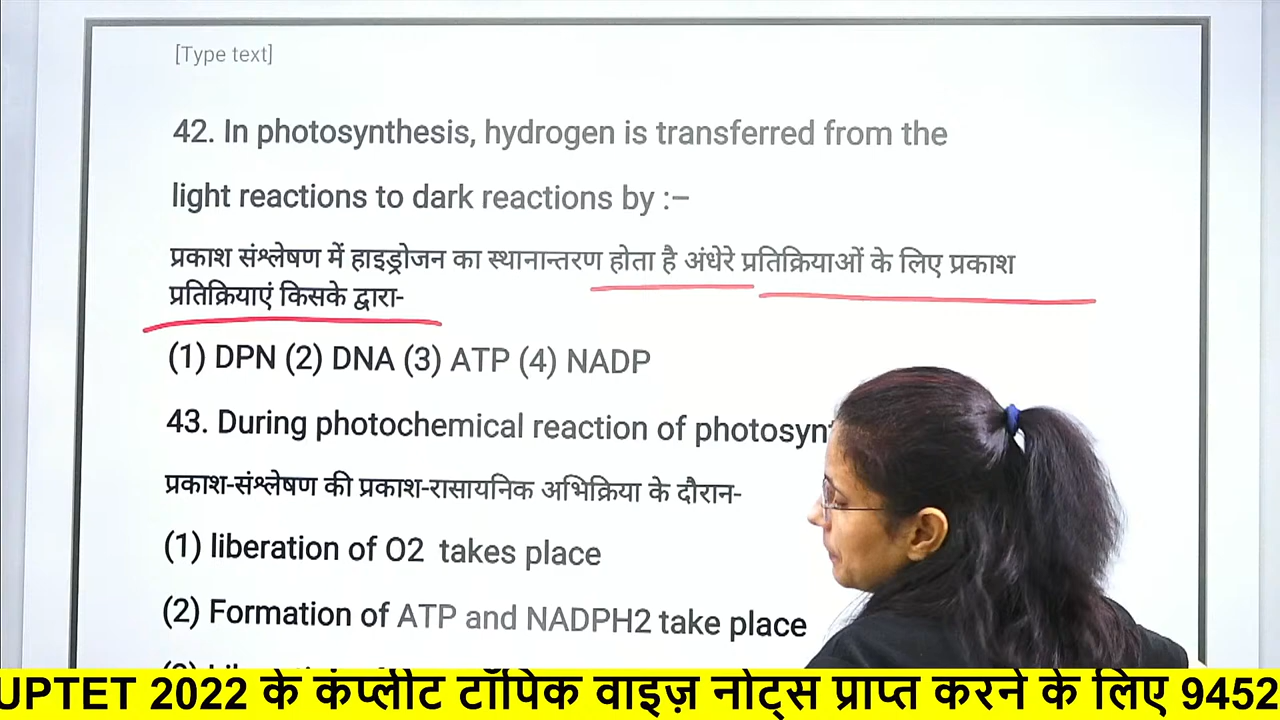 [Type text]
42. In photosynthesis, hydrogen is transferred from the
light reactions to dark reactions by :–
प्रकाश संश्लेषण में हाइड्रोजन का स्थानान्तरण होता है अंधेरे प्रतिक्रियाओं के लिए प्रकाश
प्रतिक्रियाएं किसके द्वारा-
(1) DPN (2) DNA (3) ATP (4) NADP
43. During photochemical reaction of
प्रकाश-संश्लेषण की प्रकाश-रासायनिक अभिक्रिया के दौरान-
(1) liberation of O2 takes place
(2) Formation of ATP and NADPH2 take place
UPTET 2022 के कंप्लीट टॉपिक वाइज़ नोट्स प्राप्त करने के लिए 9452